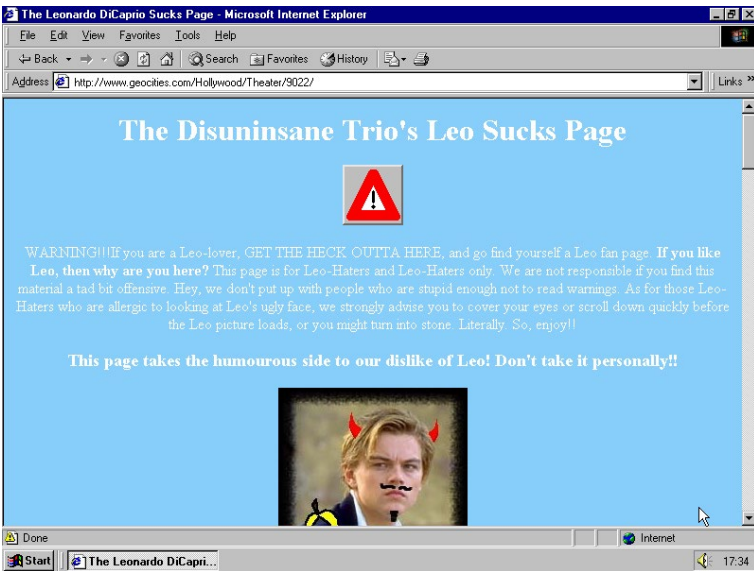 The Leonardo DiCaprio Sucks Page - Microsoft Internet Explorer
File Edit View Favorites Tools Help
Back Search Favorites History
Address http://www.geocities.com/Hollywood/Theater/9022/ Links »
The Disuninsane Trio's Leo Sucks Page
!
WARNING!!!If you are a Leo-lover, GET THE HECK OUTTA HERE, and go find yourself a Leo fan page. If you like
Leo, then why are you here? This page is for Leo-Haters and Leo-Haters only. We are not responsible if you find this
material a tad bit offensive. Hey, we don't put up with people who are stupid enough not to read warnings. As for those Leo-
Haters who are allergic to looking at Leo's ugly face, we strongly advise you to cover your eyes or scroll down quickly before
the Leo picture loads, or you might turn into stone. Literally. So, enjoy!!
This page takes the humourous side to our dislike of Leo! Don't take it personally!!
Done Internet
Start The Leonardo DiCapri... 17:34